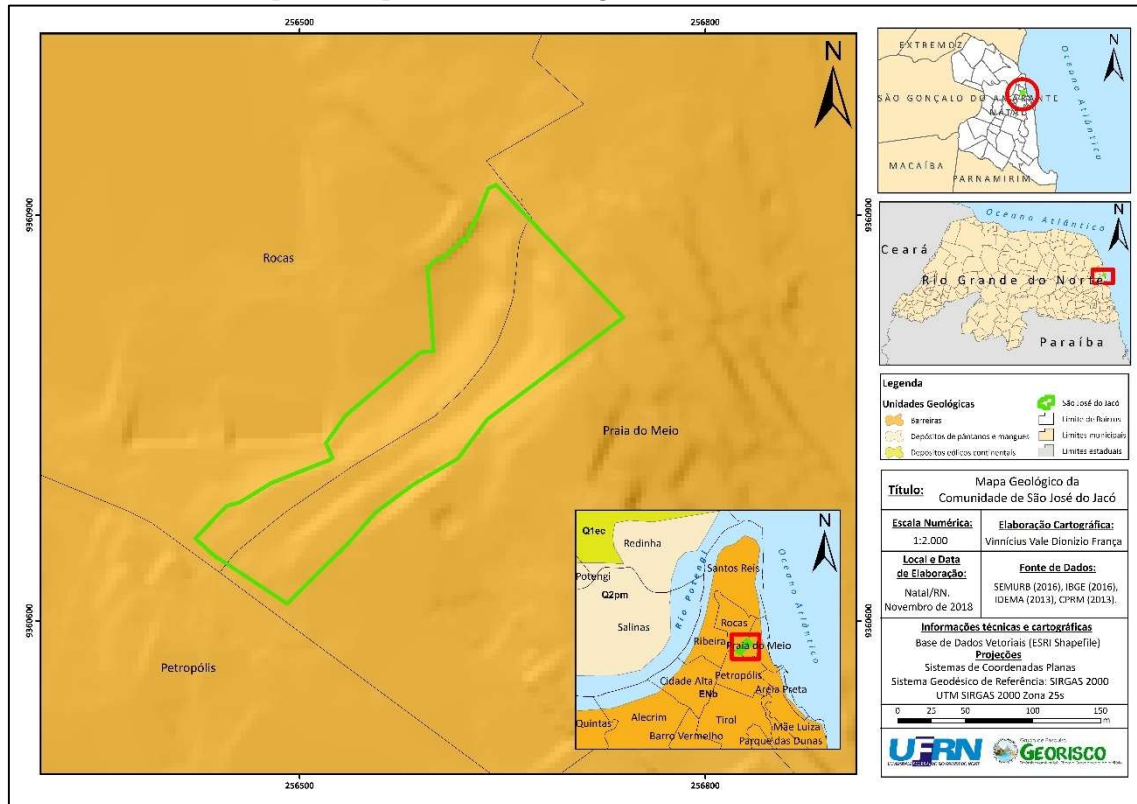 256500
256800
N
9360900
9360900
Rocas
Praia do Meio
Petropólis
9360600
9360600
256500
256800
N
Q1ec
Redinha
Potengi
Q2pm
Salinas
Rio Potengi
Oceano Atlântico
Santos Reis
Rocas
Ribeira
Praia do Meio
Petropólis
Cidade Alta
ENb
Areia Preta
Quintas
Alecrim
Tirol
Mãe Luiza
Barro Vermelho
Parque das Dunas
EXTREMOZ
N
Oceano Atlântico
SÃO GONÇALO DO AMARANTE
NATAL
MACAÍBA
PARNAMIRIM
Oceano Atlântico
N
Ceará
Rio Grande do Norte
Paraíba
Legenda
Unidades Geológicas
Barreiras
Depósitos de pântanos e mangues
Depósitos eólicos continentais
São José do Jacó
Limite de Bairros
Limites municipais
Limites estaduais
Título:
Mapa Geológico da
Comunidade de São José do Jacó
Escala Numérica:
1:2.000
Elaboração Cartográfica:
Vinnícius Vale Dionizio França
Local e Data
de Elaboração:
Natal/RN.
Novembro de 2018
Fonte de Dados:
SEMURB (2016), IBGE (2016),
IDEMA (2013), CPRM (2013).
Informações técnicas e cartográficas
Base de Dados Vetoriais (ESRI Shapefile)
Projeções
Sistemas de Coordenadas Planas
Sistema Geodésico de Referência: SIRGAS 2000
UTM SIRGAS 2000 Zona 25s
0 25 50 100 150
m
UFRN
Grupo de Pesquisa
GEORISCO